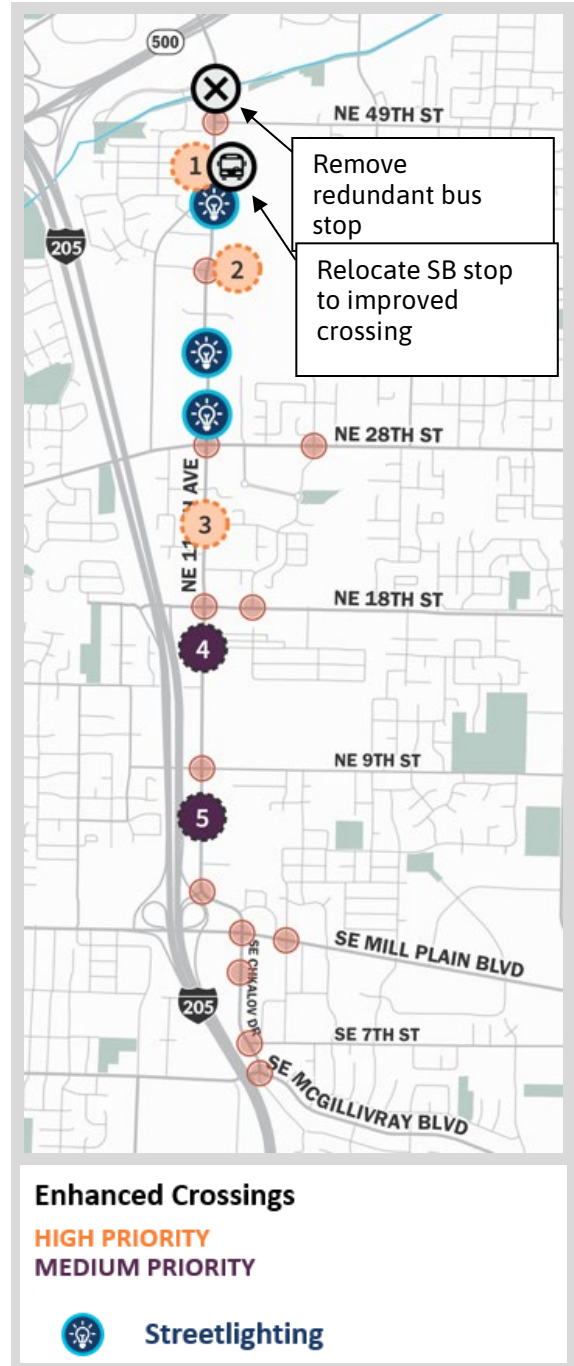 500
NE 49TH ST
Remove
redundant bus
stop
1
205
Relocate SB stop
to improved
crossing
2
NE 28TH ST
AVE
3
NE
NE 18TH ST
4
NE 9TH ST
5
SE MILL PLAIN BLVD
SE CHKALOV DR
205
SE 7TH ST
SE MCGILLIVRAY BLVD
Enhanced Crossings
HIGH PRIORITY
MEDIUM PRIORITY
Streetlighting